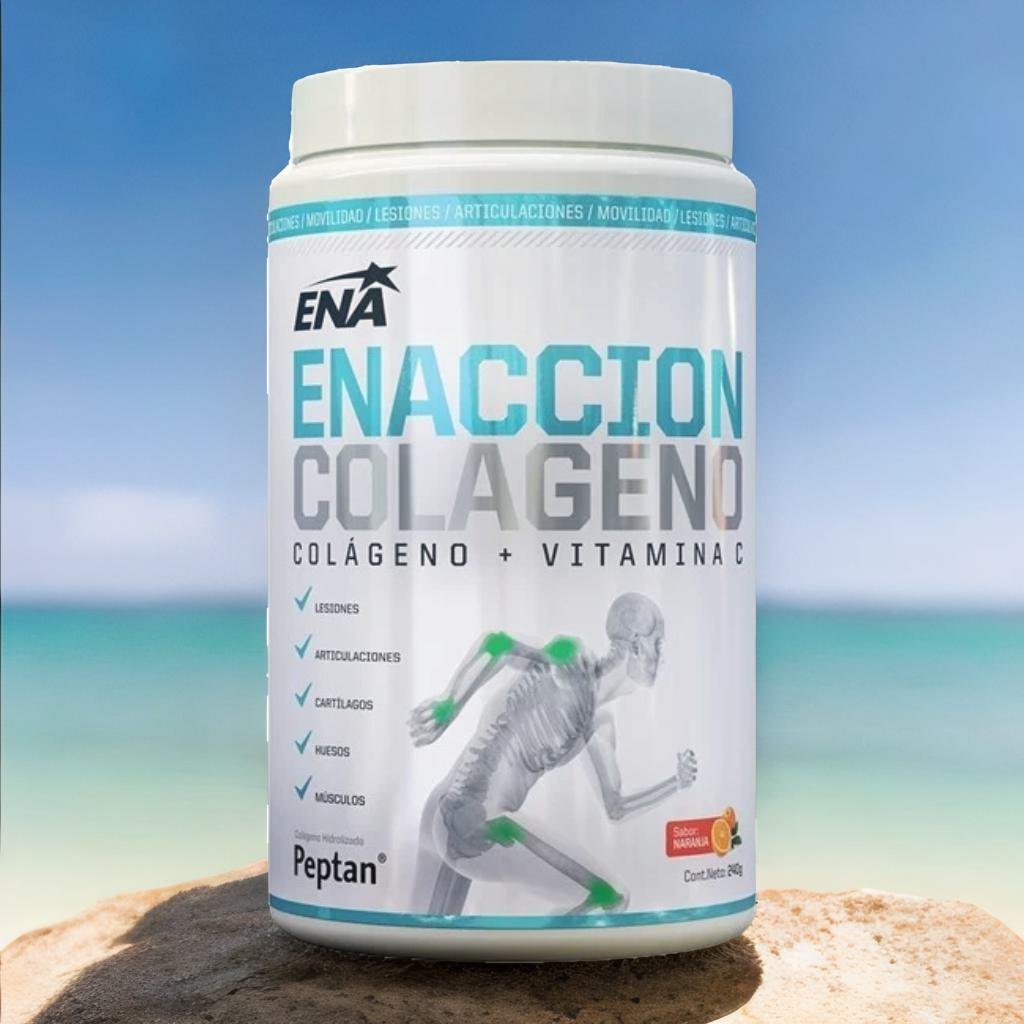 / MOVILIDAD / LESIONES / ARTICULACIONES / MOVILIDAD / LESIONES /
ENA
ENACCION
COLAGENO
COLÁGENO + VITAMINA C
LESIONES
ARTICULACIONES
CARTÍLAGOS
HUESOS
MÚSCULOS
Colágeno Hidrolizado
Peptan®
Sabor:
NARANJA
Cont.Neto: 240g